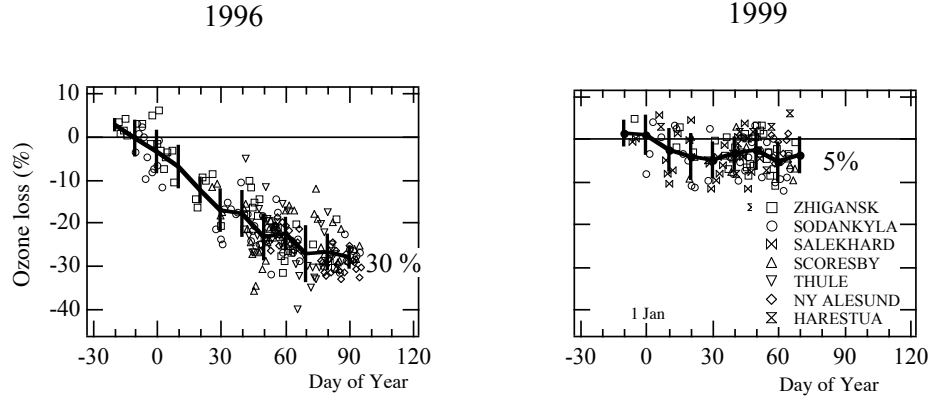 1996
1999
Ozone loss (%)
10
0
-10
-20
-30
-40
-30
0
30
60
90
120
Day of Year
30 %
5%
ZHIGANSK
SODANKYLA
SALEKHARD
SCORESBY
THULE
NY ALESUND
HARESTUA
1 Jan
-30
0
30
60
90
120
Day of Year